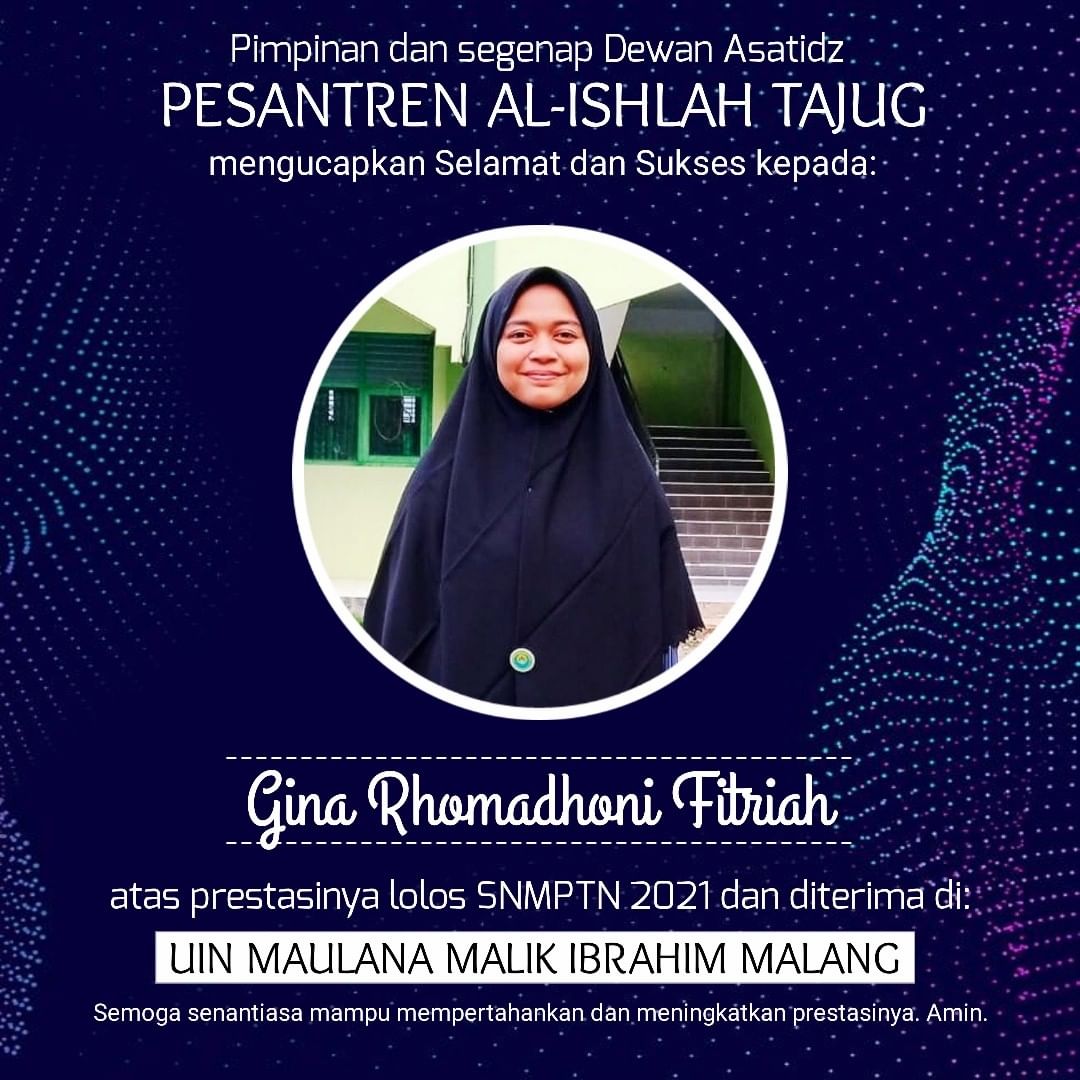 Pimpinan dan segenap Dewan Asatidz
PESANTREN AL-ISHLAH TAJUG
mengucapkan Selamat dan Sukses kepada:
Gina Rhomadhoni Fitriah
atas prestasinya lolos SNMPTN 2021 dan diterima di:
UIN MAULANA MALIK IBRAHIM MALANG
Semoga senantiasa mampu mempertahankan dan meningkatkan prestasinya. Amin.